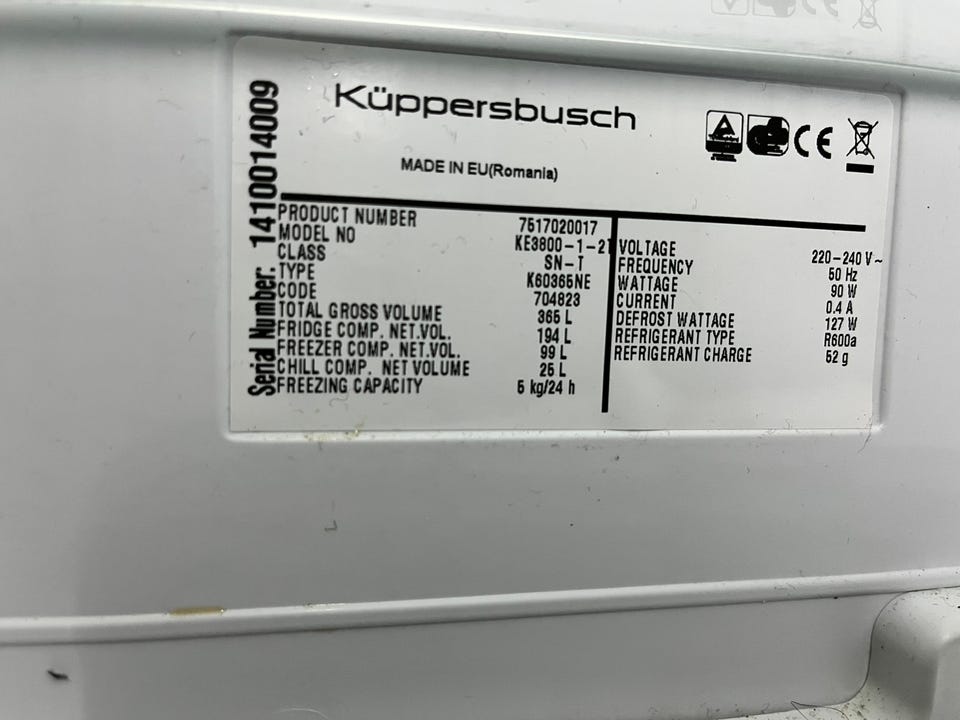 Küppersbusch
MADE IN EU(Romania)
Serial Number: 1410014009
PRODUCT NUMBER 7517020017
MODEL NO KE3800-1-2T
CLASS SN-T
TYPE K60365NE
CODE 704823
TOTAL GROSS VOLUME 365 L
FRIDGE COMP. NET.VOL. 194 L
FREEZER COMP. NET.VOL. 99 L
CHILL COMP. NET VOLUME 25 L
FREEZING CAPACITY 5 kg/24 h
VOLTAGE 220-240 V~
FREQUENCY 50 Hz
WATTAGE 90 W
CURRENT 0.4 A
DEFROST WATTAGE 127 W
REFRIGERANT TYPE R600a
REFRIGERANT CHARGE 52 g
CE